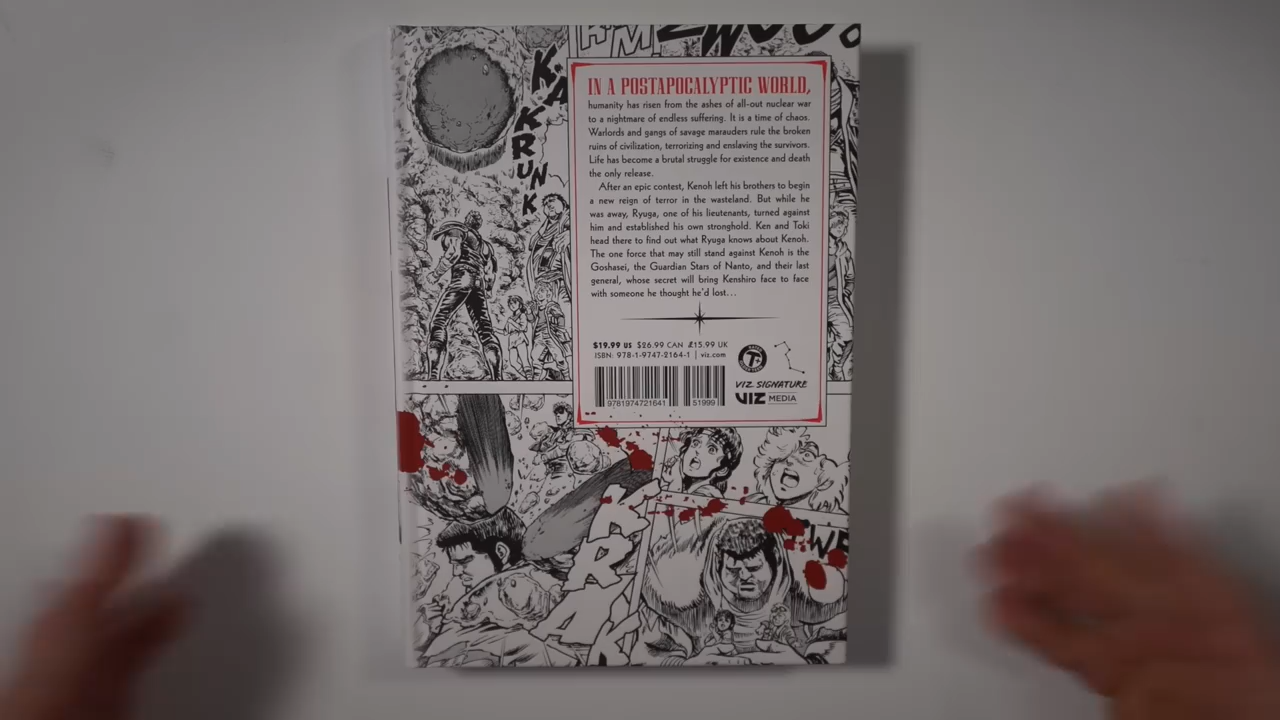 KRUNK
IN A POSTAPOCALYPTIC WORLD,
humanity has risen from the ashes of all-out nuclear war
to a nightmare of endless suffering. It is a time of chaos.
Warlords and gangs of savage marauders rule the broken
ruins of civilization, terrorizing and enslaving the survivors.
Life has become a brutal struggle for existence and death
the only release.
After an epic contest, Kenoh left his brothers to begin
a new reign of terror in the wasteland. But while he
was away, Ryuga, one of his lieutenants, turned against
him and established his own stronghold. Ken and Toki
head there to find out what Ryuga knows about Kenoh.
The one force that may still stand against Kenoh is the
Goshasei, the Guardian Stars of Nanto, and their last
general, whose secret will bring Kenshiro face to face
with someone he thought he'd lost...
$19.99 US $26.99 CAN £15.99 UK
ISBN: 978-1-9747-2164-1 | viz.com
T+
VIZ SIGNATURE
VIZ MEDIA
9781974721641
51999
KRAK